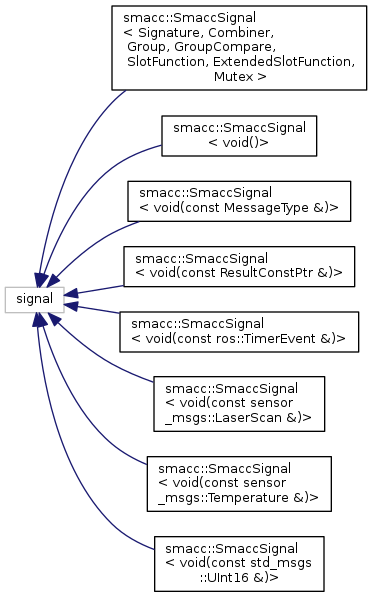 smacc::SmaccSignal
< Signature, Combiner,
Group, GroupCompare,
SlotFunction, ExtendedSlotFunction,
Mutex >
smacc::SmaccSignal
< void()>
smacc::SmaccSignal
< void(const MessageType &)>
smacc::SmaccSignal
< void(const ResultConstPtr &)>
signal
smacc::SmaccSignal
< void(const ros::TimerEvent &)>
smacc::SmaccSignal
< void(const sensor
_msgs::LaserScan &)>
smacc::SmaccSignal
< void(const sensor
_msgs::Temperature &)>
smacc::SmaccSignal
< void(const std_msgs
::UInt16 &)>